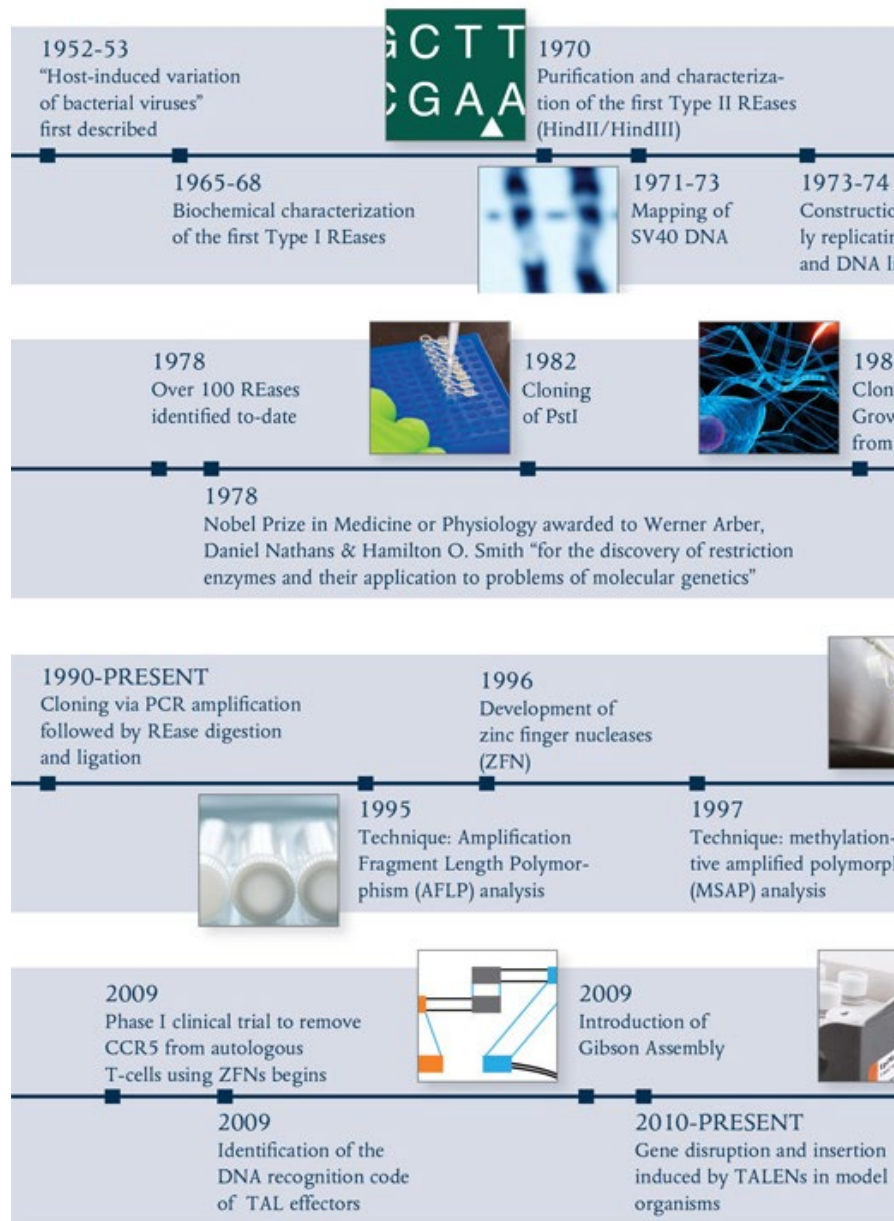 1952-53
“Host-induced variation
of bacterial viruses”
first described
GCTT
CGAA
1970
Purification and characteriza-
tion of the first Type II REases
(HindII/HindIII)
1965-68
Biochemical characterization
of the first Type I REases
1971-73
Mapping of
SV40 DNA
1973-74
ly
and DNA
1978
Over 100 REases
identified to-date
1982
Cloning
of PstI
from
1978
Nobel Prize in Medicine or Physiology awarded to Werner Arber,
Daniel Nathans & Hamilton O. Smith “for the discovery of restriction
enzymes and their application to problems of molecular genetics”
1990-PRESENT
Cloning via PCR amplification
followed by REase digestion
and ligation
1996
Development of
zinc finger nucleases
(ZFN)
1995
Technique: Amplification
Fragment Length Polymor-
phism (AFLP) analysis
1997
Technique: methylation-
tive amplified
(MSAP) analysis
2009
Phase I clinical trial to remove
CCR5 from autologous
T-cells using ZFNs begins
2009
Introduction of
Gibson Assembly
2009
Identification of the
DNA recognition code
of TAL effectors
2010-PRESENT
Gene disruption and insertion
induced by TALENs in model
organisms